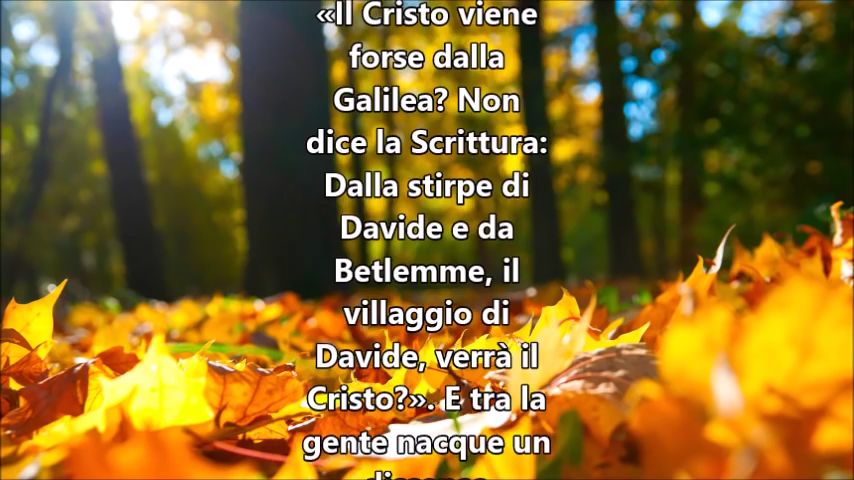 «Il Cristo viene
forse dalla
Galilea? Non
dice la Scrittura:
Dalla stirpe di
Davide e da
Betlemme, il
villaggio di
Davide, verrà il
Cristo?». E tra la
gente nacque un